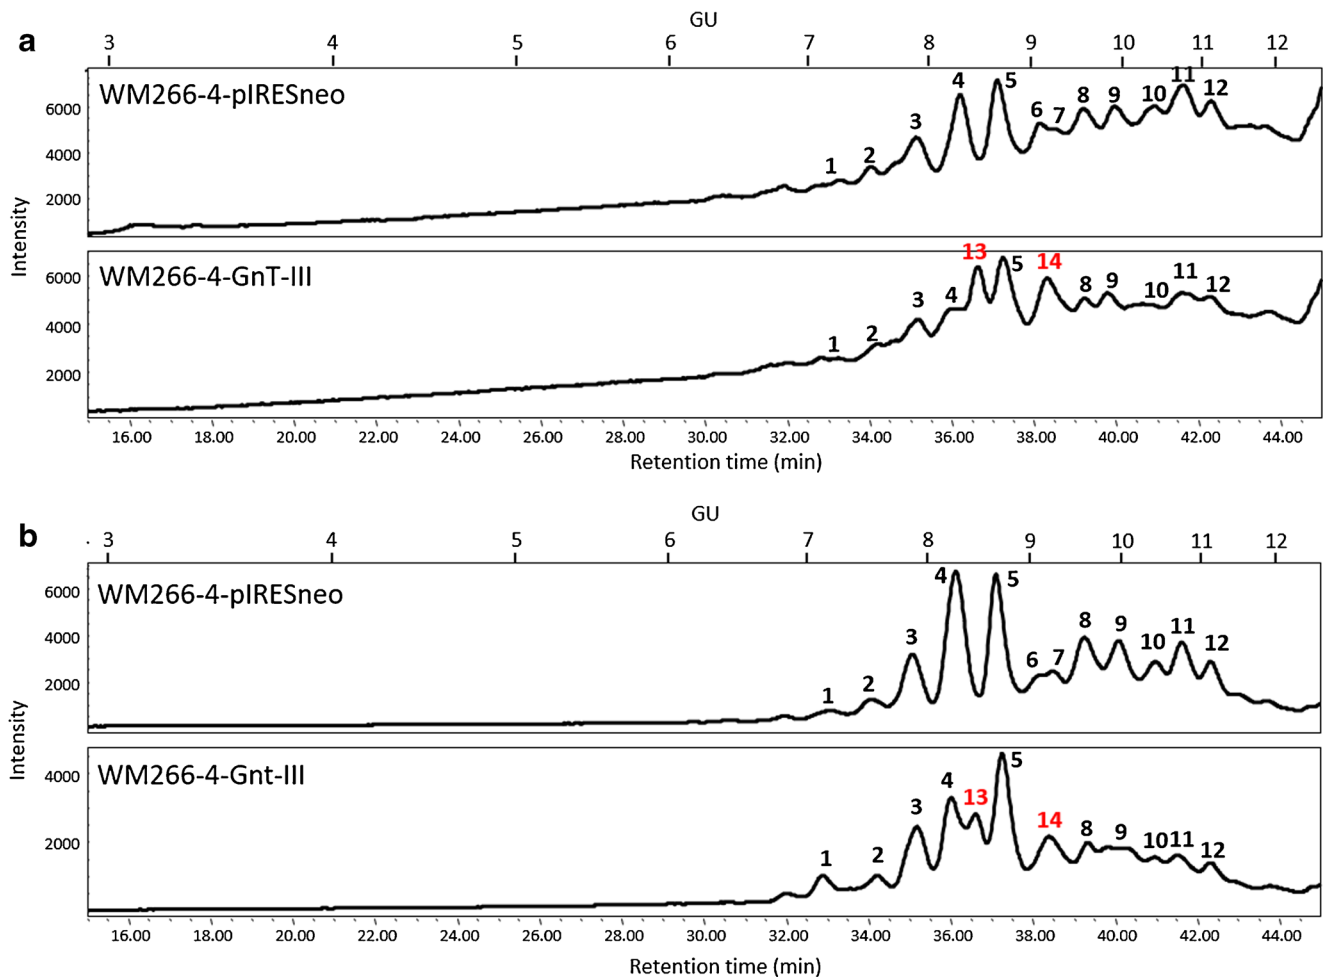 a
GU
3 4 5 6 7 8 9 10 11 12
WM266-4-pIRESneo
1 2 3 4 5 6 7 8 9 10 11 12
6000
4000
2000
Intensity
WM266-4-GnT-III
1 2 3 4 13 5 14 8 9 10 11 12
6000
4000
2000
16.00 18.00 20.00 22.00 24.00 26.00 28.00 30.00 32.00 34.00 36.00 38.00 40.00 42.00 44.00
Retention time (min)
b
GU
3 4 5 6 7 8 9 10 11 12
WM266-4-pIRESneo
1 2 3 4 5 6 7 8 9 10 11 12
6000
4000
2000
Intensity
WM266-4-Gnt-III
1 2 3 4 13 5 14 8 9 10 11 12
4000
2000
16.00 18.00 20.00 22.00 24.00 26.00 28.00 30.00 32.00 34.00 36.00 38.00 40.00 42.00 44.00
Retention time (min)